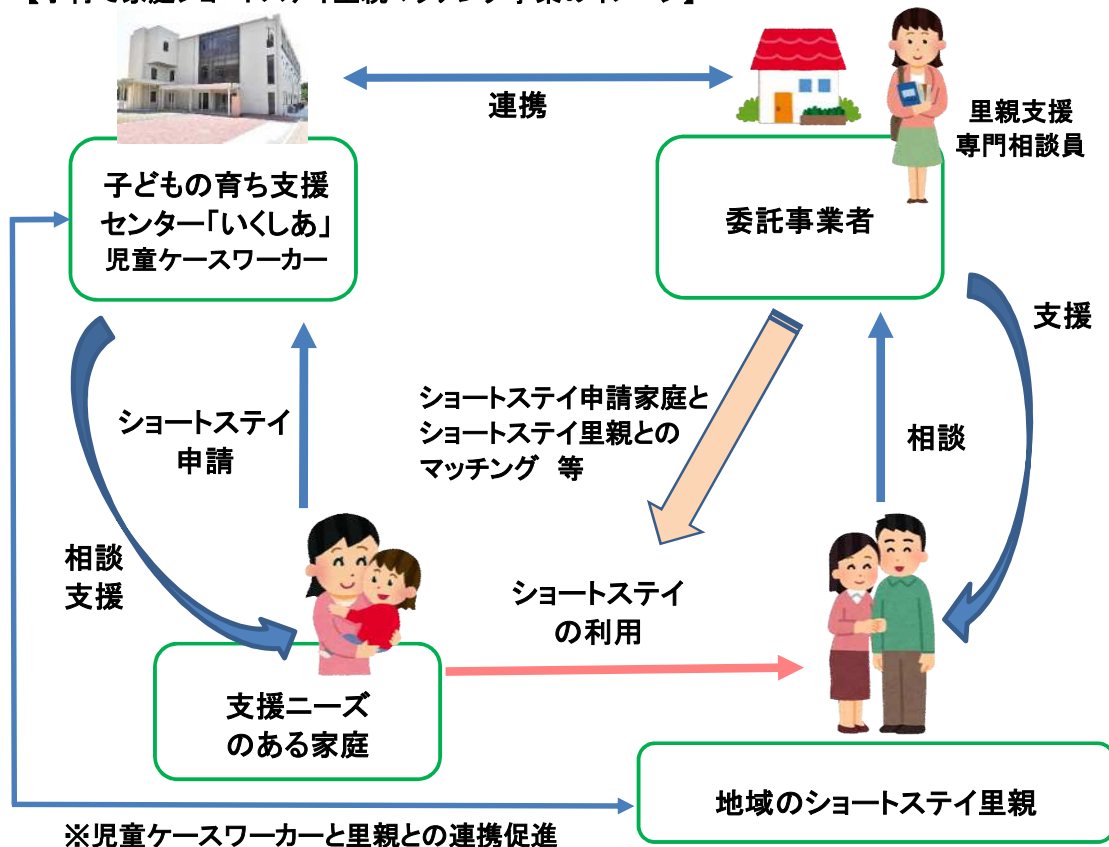 連携
里親支援
専門相談員
子どもの育ち支援
センター「いくしあ」
児童ケースワーカー
委託事業者
支援
ショートステイ
申請
ショートステイ申請家庭と
ショートステイ里親との
マッチング 等
相談
相談
支援
ショートステイ
の利用
支援ニーズ
のある家庭
地域のショートステイ里親
※児童ケースワーカーと里親との連携促進